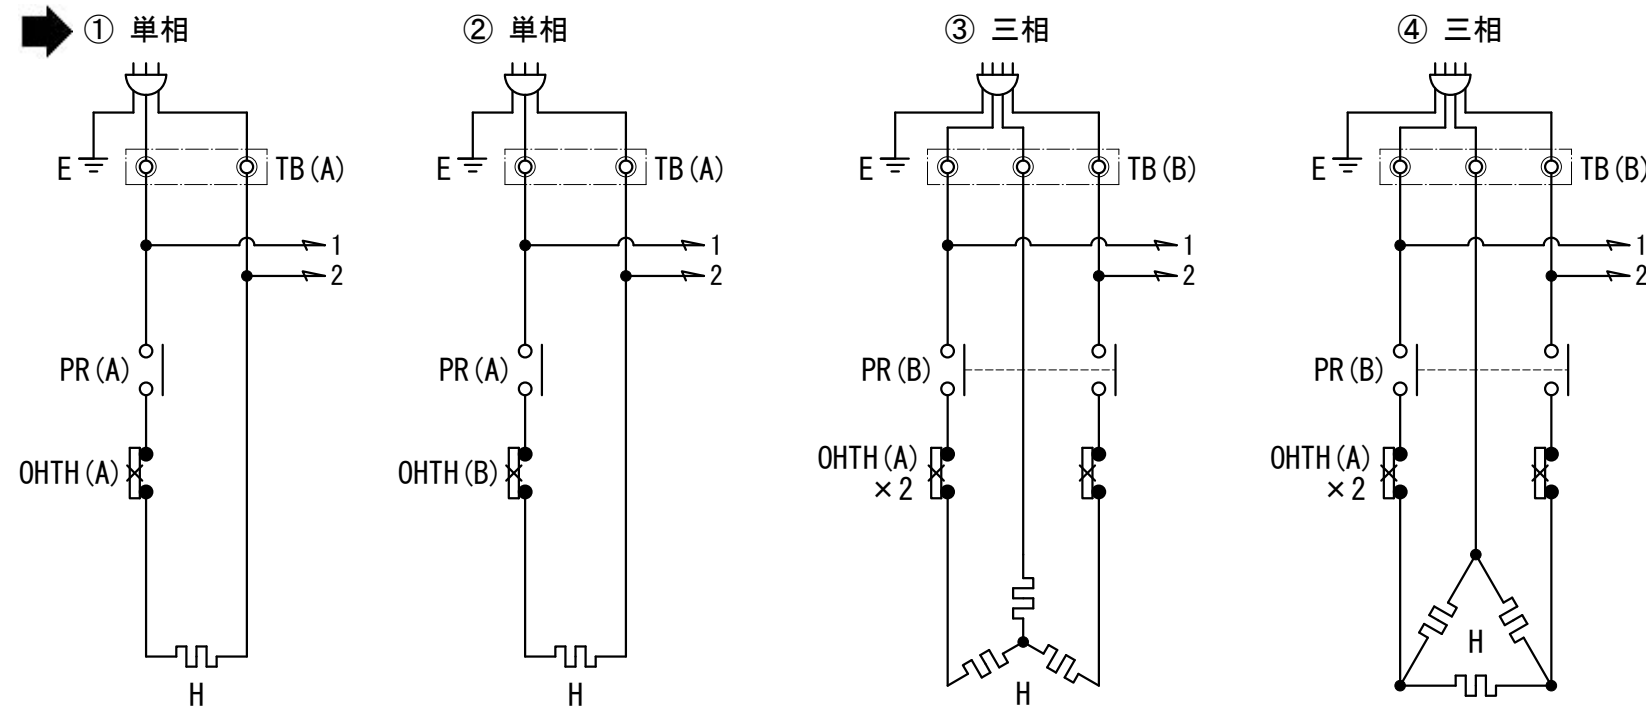 ① 単相
② 単相
③ 三相
④ 三相
E
TB(A)
E
TB(A)
E
TB(B)
E
TB(B)
1
1
1
1
2
2
2
2
PR(A)
PR(A)
PR(B)
PR(B)
OHTH(A)
OHTH(B)
OHTH(A)
×2
OHTH(A)
×2
H
H
H
H